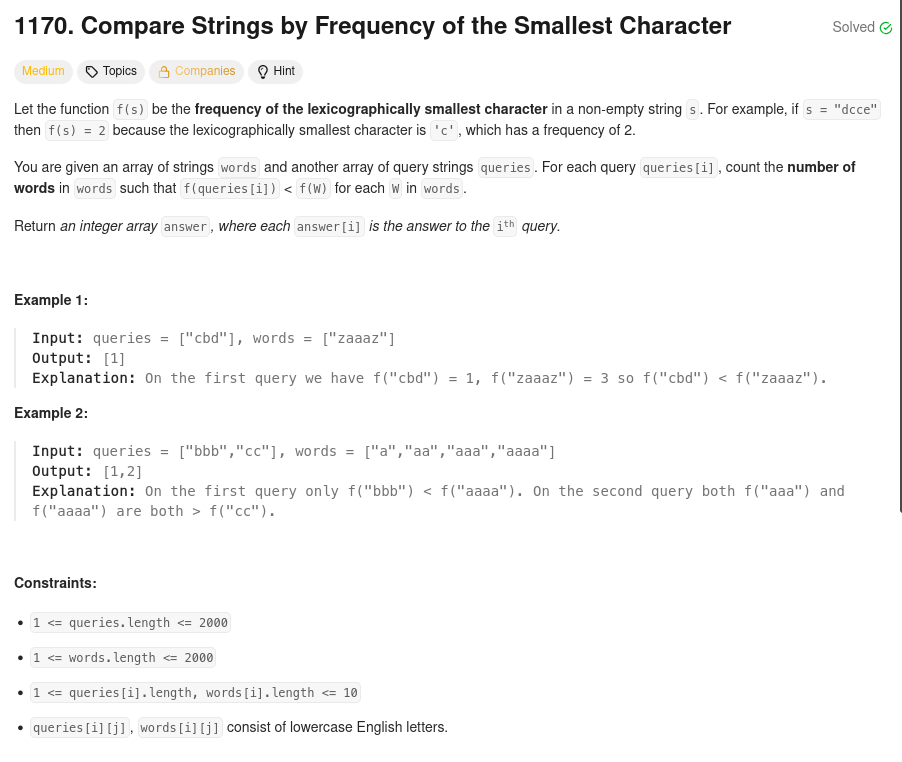 1170. Compare Strings by Frequency of the Smallest Character
Solved
Medium Topics Companies Hint
Let the function f(s) be the frequency of the lexicographically smallest character in a non-empty string s. For example, if s = "dcce"
then f(s) = 2 because the lexicographically smallest character is 'c', which has a frequency of 2.
You are given an array of strings words and another array of query strings queries. For each query queries[i], count the number of
words in words such that f(queries[i]) < f(W) for each W in words.
Return an integer array answer, where each answer[i] is the answer to the ith query.
Example 1:
Input: queries = ["cbd"], words = ["zaaaz"]
Output: [1]
Explanation: On the first query we have f("cbd") = 1, f("zaaaz") = 3 so f("cbd") < f("zaaaz").
Example 2:
Input: queries = ["bbb","cc"], words = ["a","aa","aaa","aaaa"]
Output: [1,2]
Explanation: On the first query only f("bbb") < f("aaaa"). On the second query both f("aaa") and
f("aaaa") are both > f("cc").
Constraints:
• 1 <= queries.length <= 2000
• 1 <= words.length <= 2000
• 1 <= queries[i].length, words[i].length <= 10
• queries[i][j], words[i][j] consist of lowercase English letters.